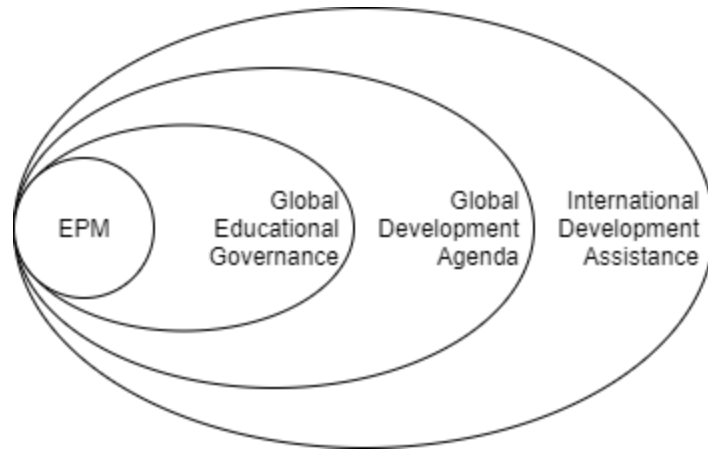 EPM
Global
Educational
Governance
Global
Development
Agenda
International
Development
Assistance